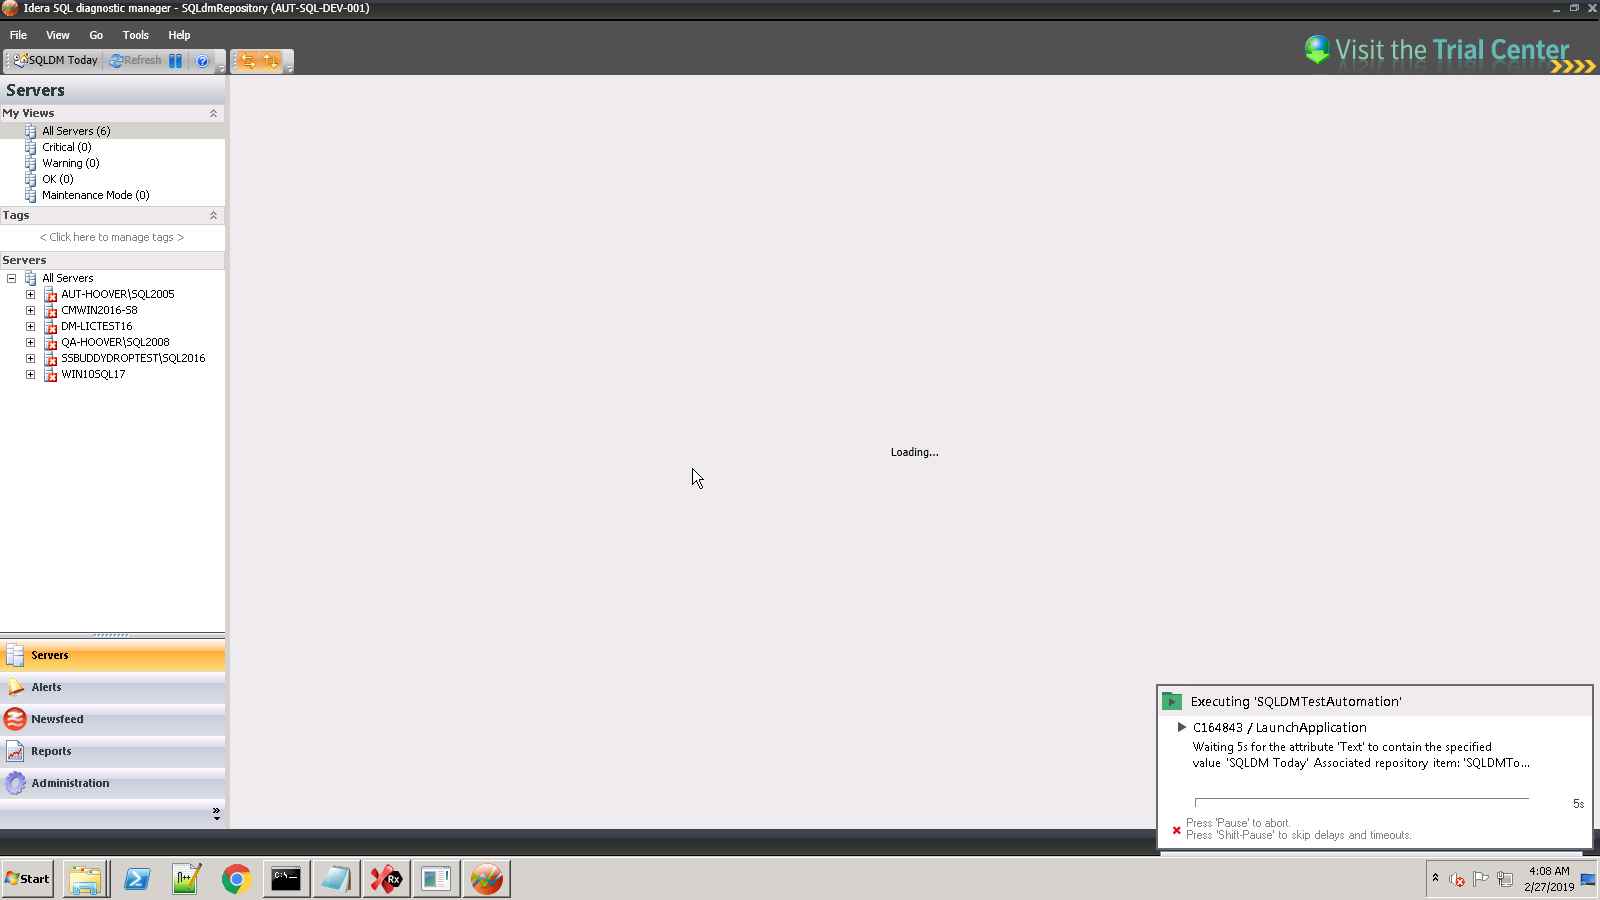 Idera SQL diagnostic manager - SQLdmRepository (AUT-SQL-DEV-001)
File View Go Tools Help
SQLDM Today Refresh
Visit the Trial Center
Servers
My Views
All Servers (6)
Critical (0)
Warning (0)
OK (0)
Maintenance Mode (0)
Tags
< Click here to manage tags >
Servers
All Servers
AUT-HOOVER\SQL2005
CMWIN2016-58
DM-LICTEST16
QA-HOOVER\SQL2008
SSBUDDYDROPTEST\SQL2016
WIN10SQL17
Loading...
Servers
Alerts
Newsfeed
Reports
Administration
Executing 'SQLDMTestAutomation'
C164843 / LaunchApplication
Waiting 5s for the attribute 'Text' to contain the specified
value 'SQLDM Today' Associated repository item: 'SQLDMTo...
5s
Press 'Pause' to abort.
Press 'Shift-Pause' to skip delays and timeouts.
Start
C:\-
Rx
4:08 AM
2/27/2019